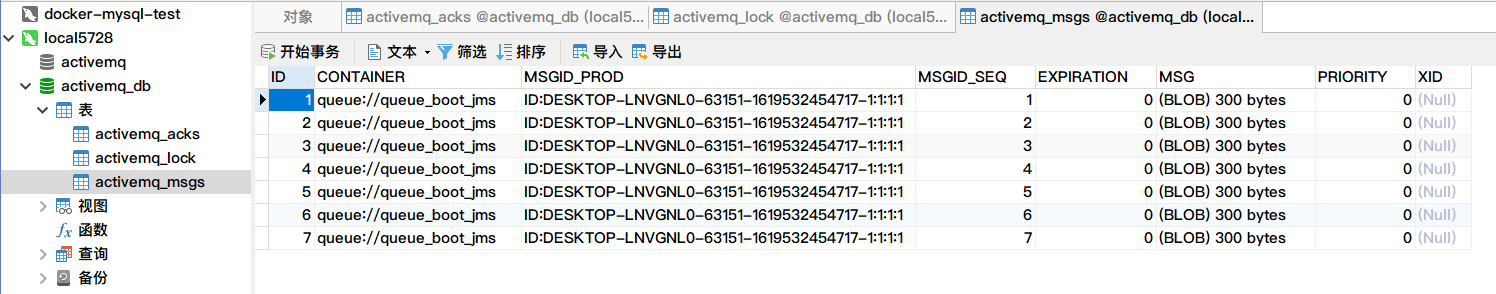 docker-mysql-test
local5728
activemq
activemq_db
表
activemq_acks
activemq_lock
activemq_msgs
视图
函数
查询
备份
对象 activemq_acks @activemq_db (local5... activemq_lock @activemq_db (local5... activemq_msgs @activemq_db (local...
开始事务 文本 筛选 排序 导入 导出
ID CONTAINER MSGID_PROD MSGID_SEQ EXPIRATION MSG PRIORITY XID
1 queue://queue_boot_jms ID:DESKTOP-LNVGNL0-63151-1619532454717-1:1:1:1 1 0 (BLOB) 300 bytes 0 (Null)
2 queue://queue_boot_jms ID:DESKTOP-LNVGNL0-63151-1619532454717-1:1:1:1 2 0 (BLOB) 300 bytes 0 (Null)
3 queue://queue_boot_jms ID:DESKTOP-LNVGNL0-63151-1619532454717-1:1:1:1 3 0 (BLOB) 300 bytes 0 (Null)
4 queue://queue_boot_jms ID:DESKTOP-LNVGNL0-63151-1619532454717-1:1:1:1 4 0 (BLOB) 300 bytes 0 (Null)
5 queue://queue_boot_jms ID:DESKTOP-LNVGNL0-63151-1619532454717-1:1:1:1 5 0 (BLOB) 300 bytes 0 (Null)
6 queue://queue_boot_jms ID:DESKTOP-LNVGNL0-63151-1619532454717-1:1:1:1 6 0 (BLOB) 300 bytes 0 (Null)
7 queue://queue_boot_jms ID:DESKTOP-LNVGNL0-63151-1619532454717-1:1:1:1 7 0 (BLOB) 300 bytes 0 (Null)